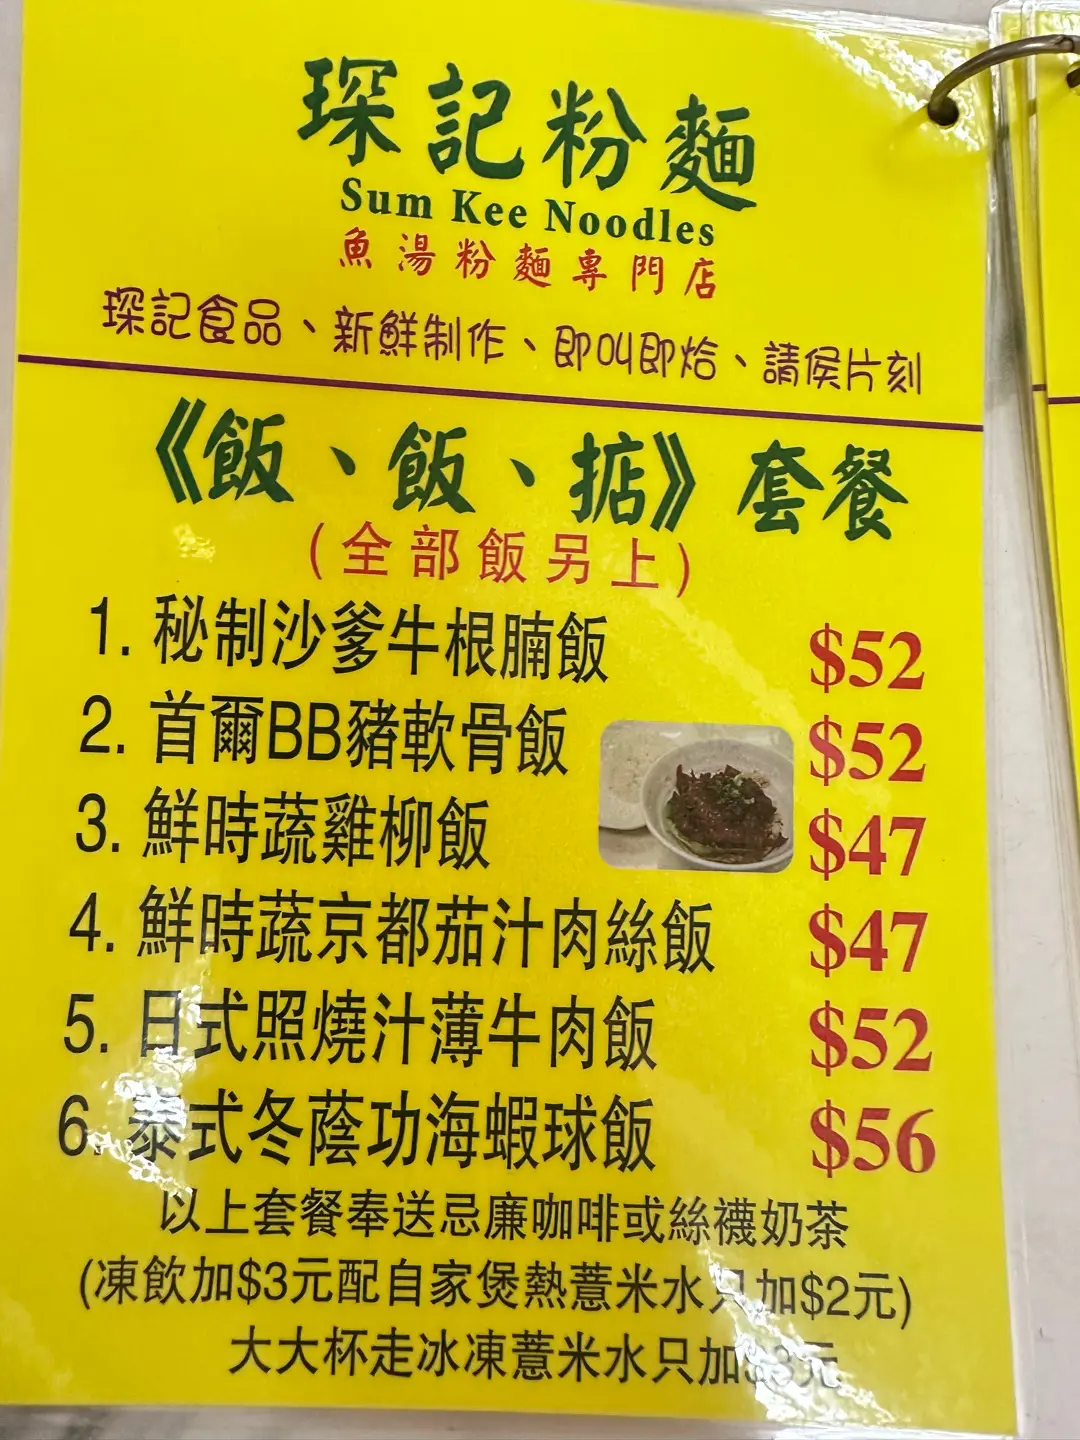 琛記粉麵
Sum Kee Noodles
魚湯粉麵專門店
琛記食品、新鮮制作、即叫即烚、請侯片刻
《飯、飯、掂》套餐
(全部飯另上)
1. 秘制沙爹牛根腩飯 $52
2. 首爾BB豬軟骨飯 $52
3. 鮮時蔬雞柳飯 $47
4. 鮮時蔬京都茄汁肉絲飯 $47
5. 日式照燒汁薄牛肉飯 $52
6. 泰式冬蔭功海蝦球飯 $56
以上套餐奉送忌廉咖啡或絲襪奶茶
(凍飲加$3元配自家煲熱薏米水只加$2元)
大大杯走冰凍薏米水只加$3元